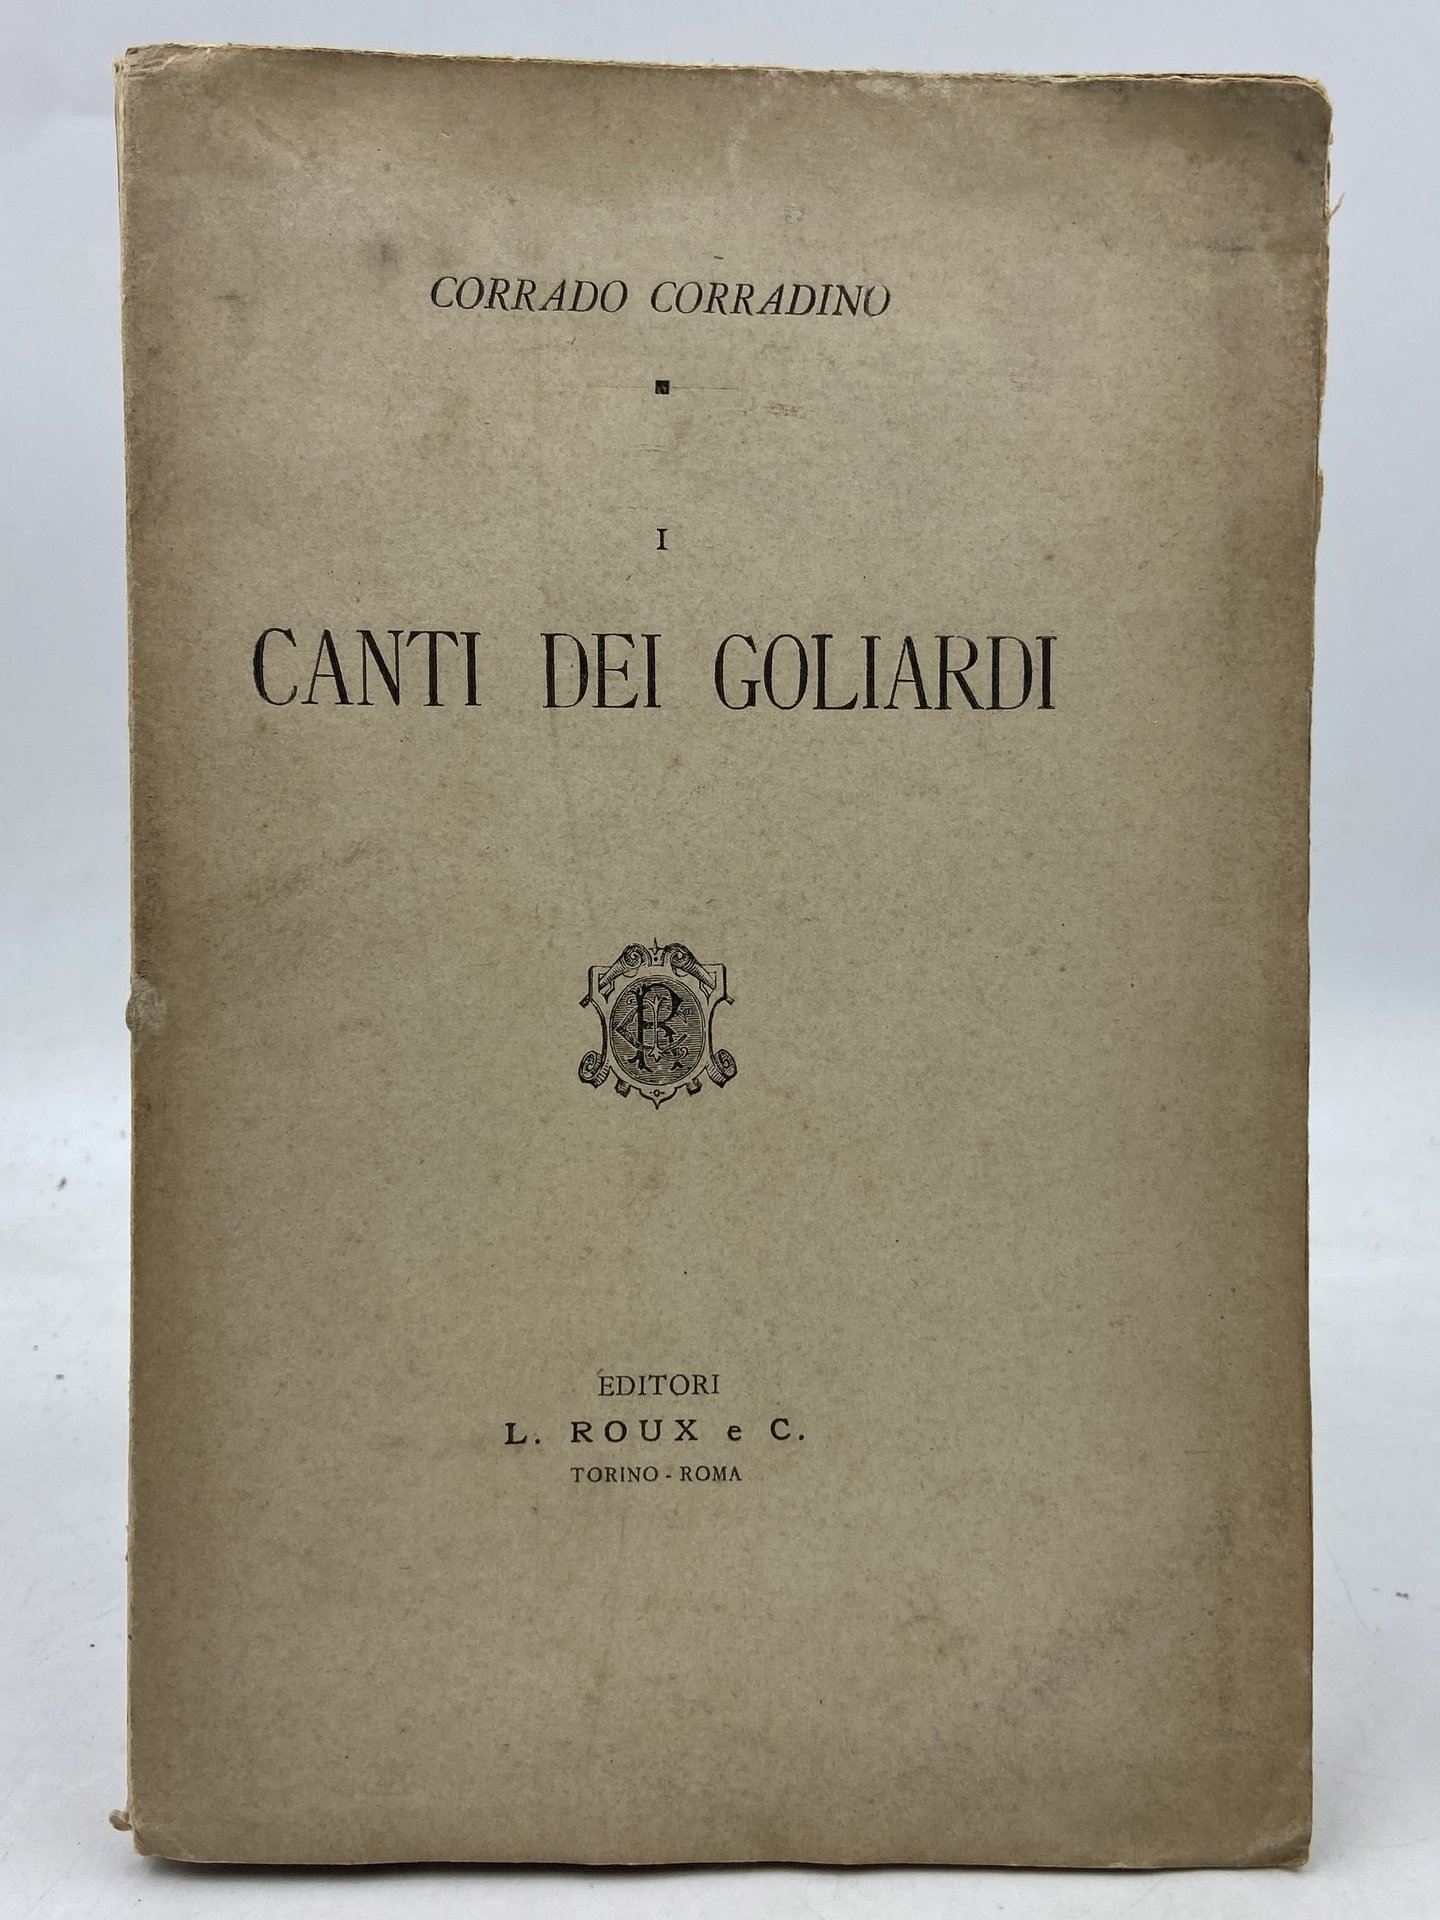 CORRADO CORRADINO
I
CANTI DEI GOLIARDI
EDITORI
L. ROUX e C.
TORINO - ROMA